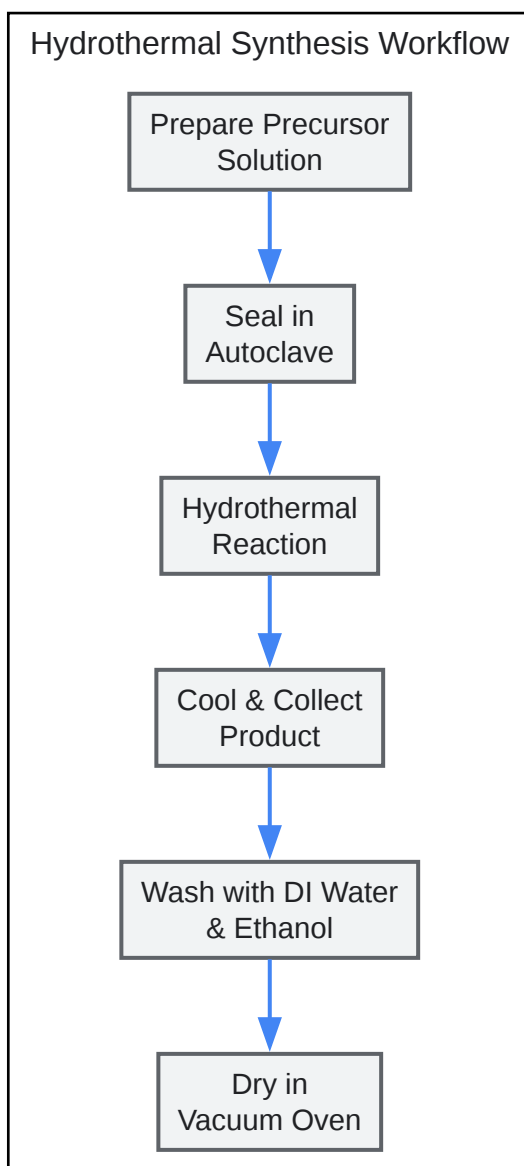 Hydrothermal Synthesis Workflow
Prepare Precursor
Solution
Seal in
Autoclave
Hydrothermal
Reaction
Cool & Collect
Product
Wash with DI Water
& Ethanol
Dry in
Vacuum Oven